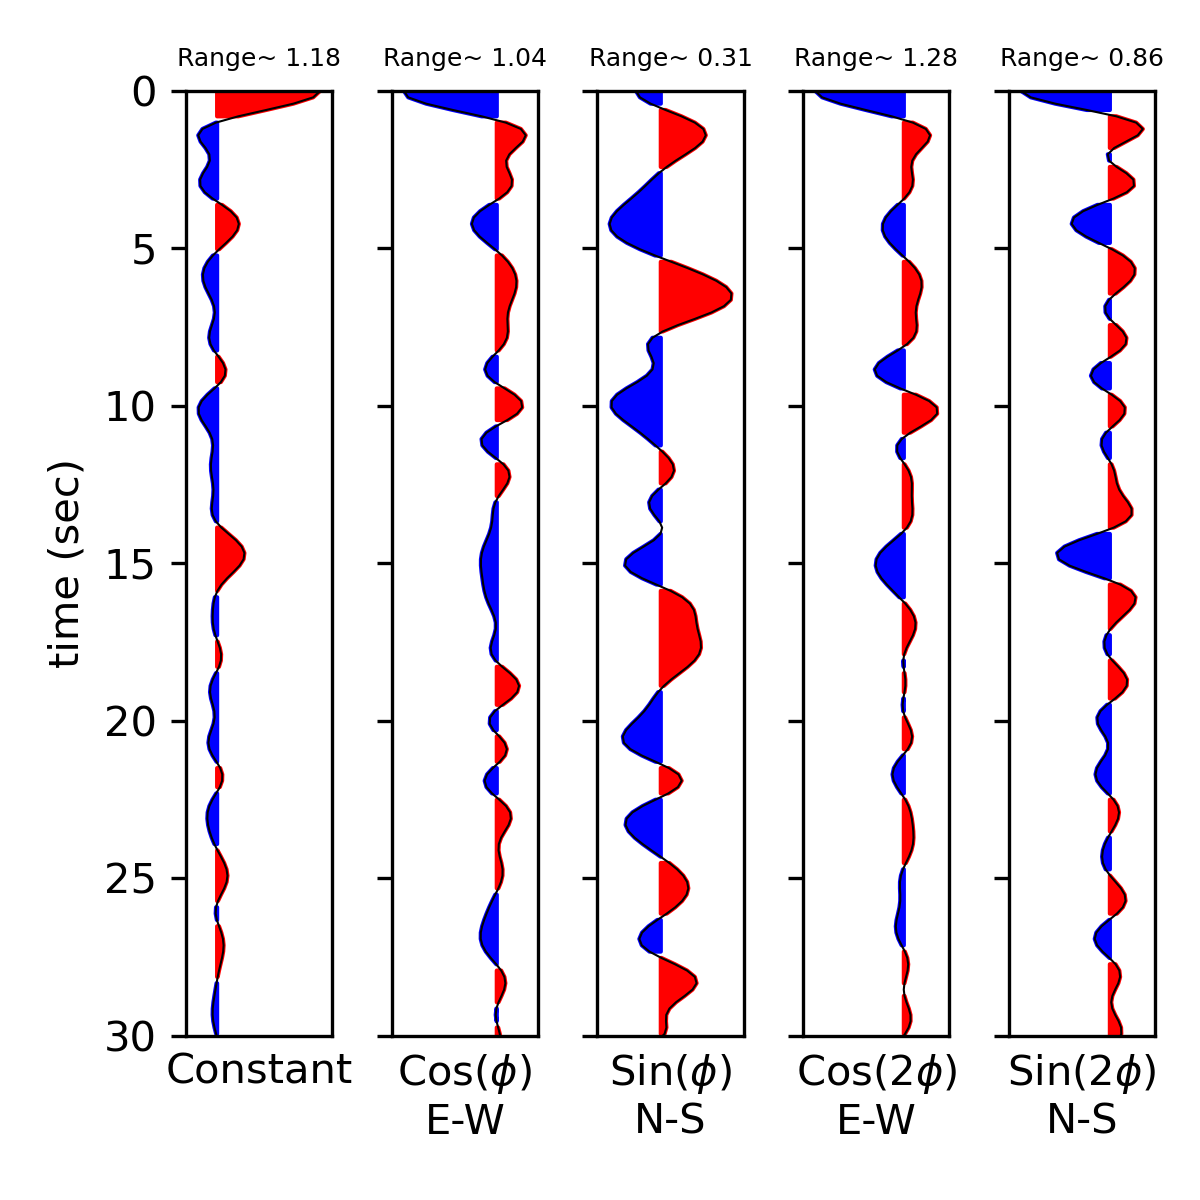 Range~ 1.18
Range~ 1.04
Range~ 0.31
Range~ 1.28
Range~ 0.86
0
5
10
15
20
25
30
time (sec)
Constant
Cos(ϕ)
E-W
Sin(ϕ)
N-S
Cos(2ϕ)
E-W
Sin(2ϕ)
N-S